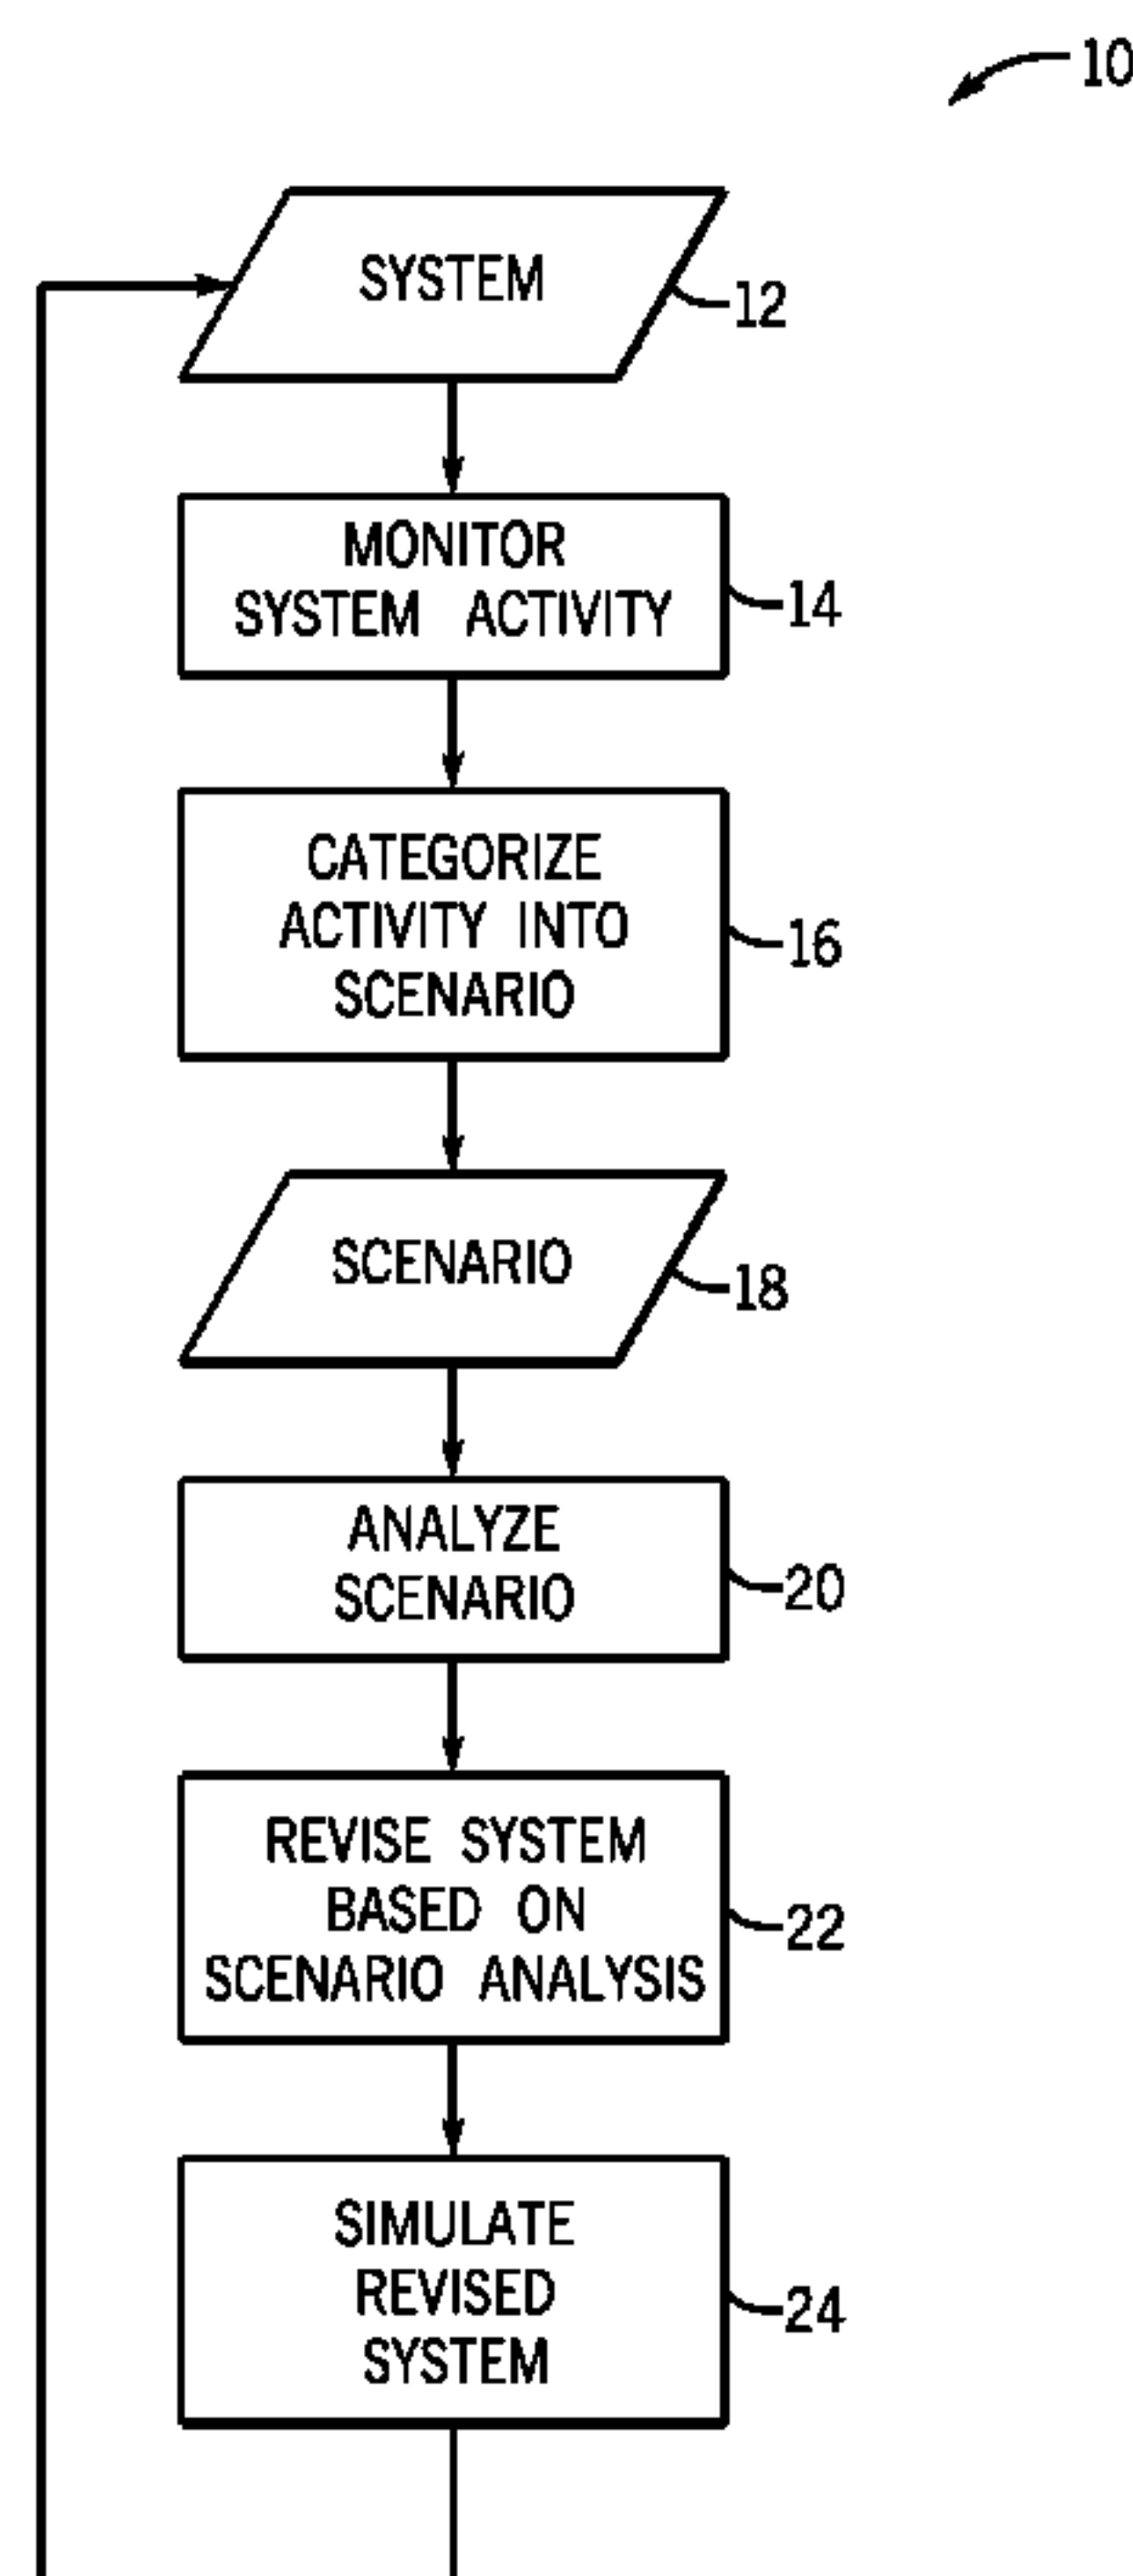 10
SYSTEM
12
MONITOR
SYSTEM ACTIVITY
14
CATEGORIZE
ACTIVITY INTO
SCENARIO
16
SCENARIO
18
ANALYZE
SCENARIO
20
REVISE SYSTEM
BASED ON
SCENARIO ANALYSIS
22
SIMULATE
REVISED
SYSTEM
24